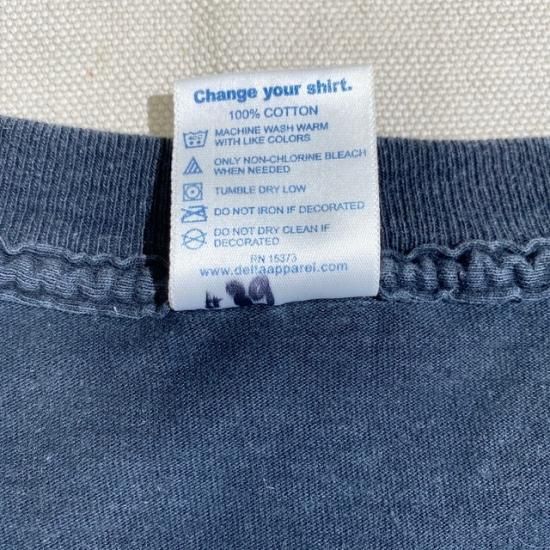 Change your shirt.
100% COTTON
MACHINE WASH WARM
WITH LIKE COLORS
ONLY NON-CHLORINE BLEACH
WHEN NEEDED
TUMBLE DRY LOW
DO NOT IRON IF DECORATED
DO NOT DRY CLEAN IF
DECORATED
RN 15373
www.deltaapparel.com